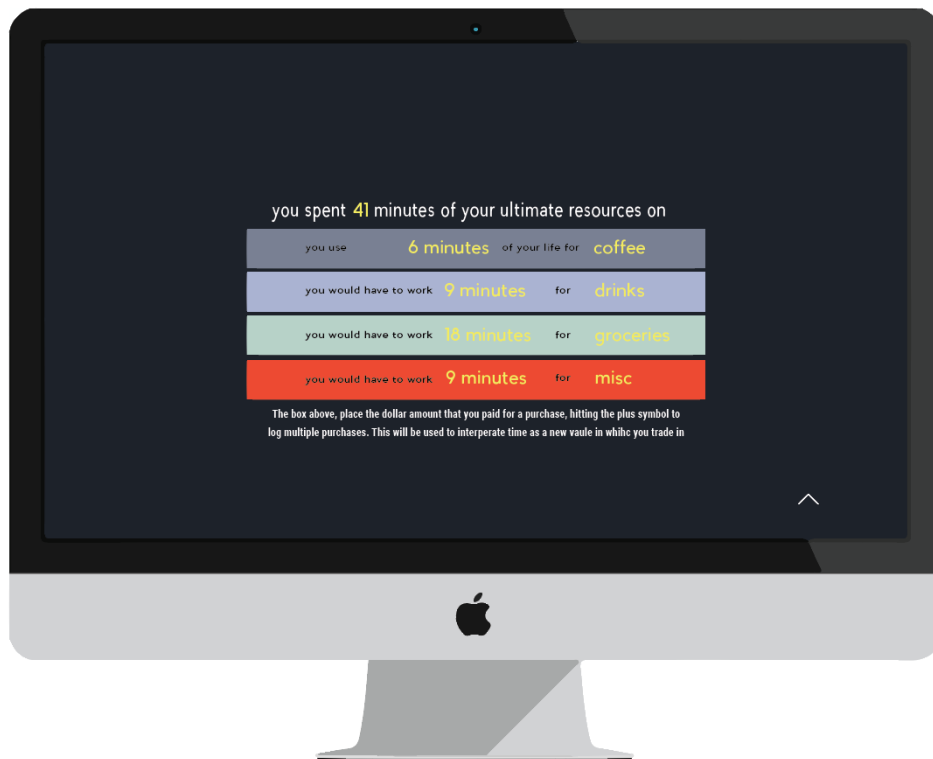 you spent 41 minutes of your ultimate resources on
you use 6 minutes of your life for coffee
you would have to work 9 minutes for drinks
you would have to work 18 minutes for groceries
you would have to work 9 minutes for misc
The box above, place the dollar amount that you paid for a purchase, hitting the plus symbol to
log multiple purchases. This will be used to interperate time as a new vaule in whihc you trade in